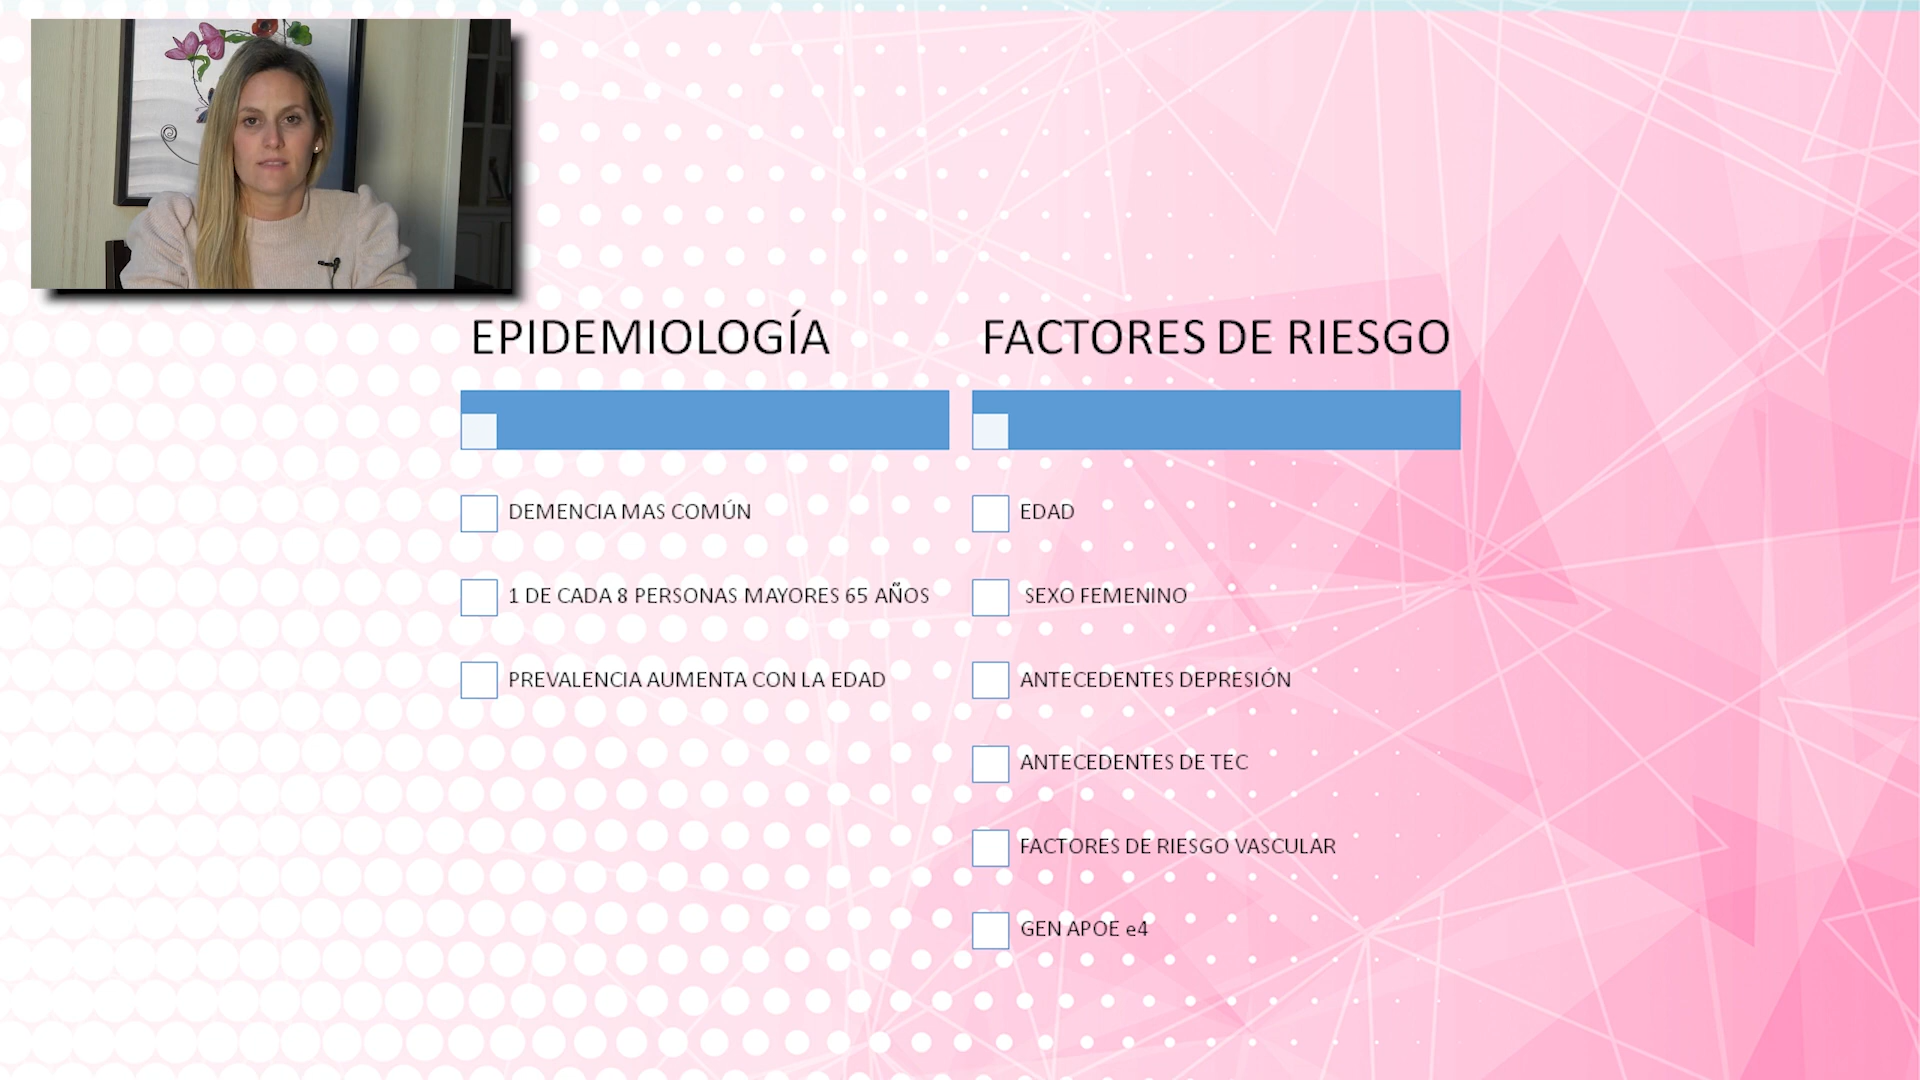 EPIDEMIOLOGÍA
DEMENCIA MAS COMÚN
1 DE CADA 8 PERSONAS MAYORES 65 AÑOS
PREVALENCIA AUMENTA CON LA EDAD
FACTORES DE RIESGO
EDAD
SEXO FEMENINO
ANTECEDENTES DEPRESIÓN
ANTECEDENTES DE TEC
FACTORES DE RIESGO VASCULAR
GEN APOE e4